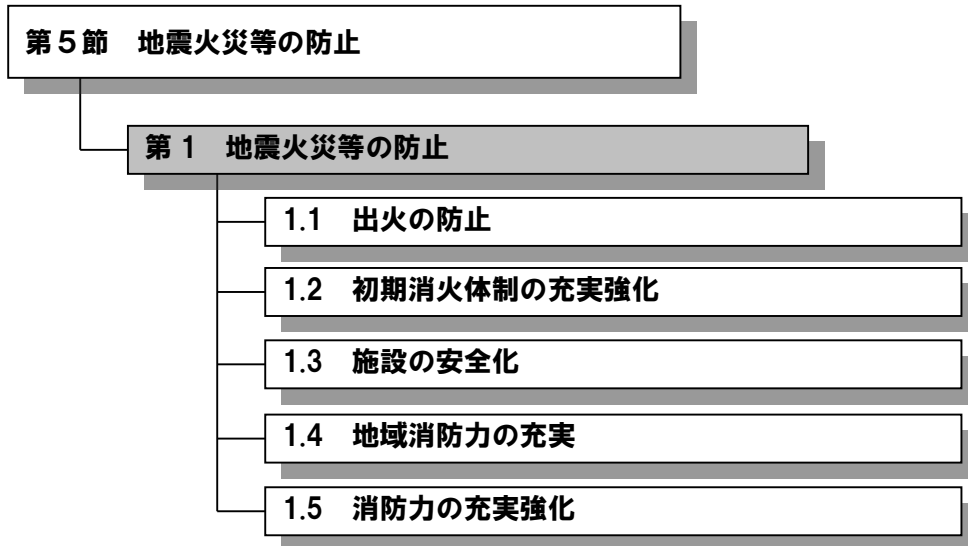 第５節　地震火災等の防止
第１　地震火災等の防止
1.1　出火の防止
1.2　初期消火体制の充実強化
1.3　施設の安全化
1.4　地域消防力の充実
1.5　消防力の充実強化